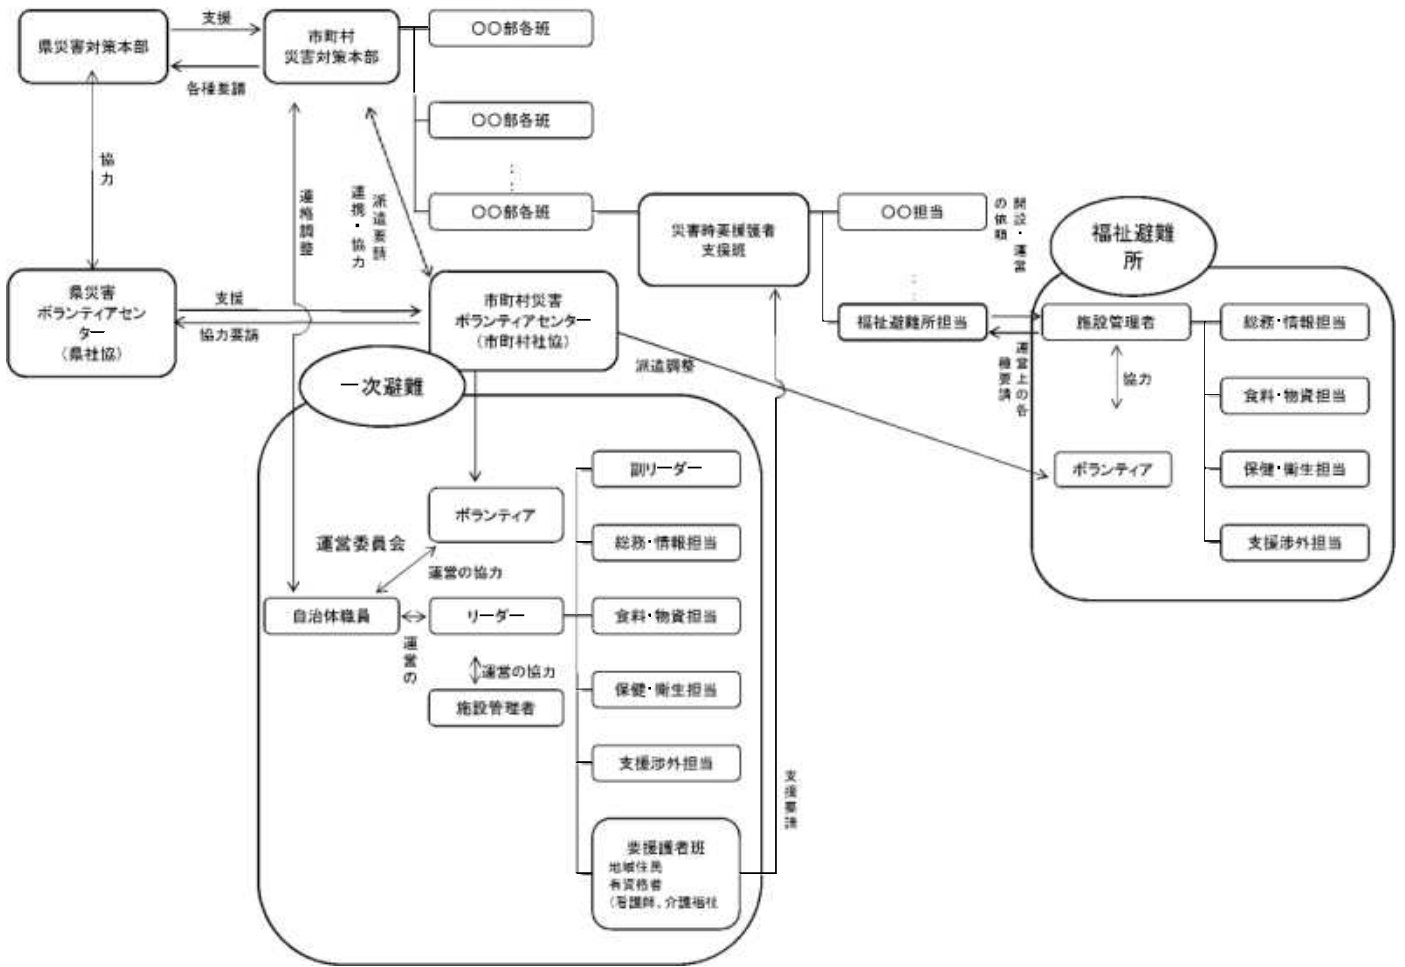 県災害対策本部
支援
各種要請
市町村
災害対策本部
〇〇部各班
〇〇部各班
〇〇部各班
協力
連絡調整
連携・協力
派遣要請
災害時要援護者
支援班
〇〇担当
開設・運営
の依頼
福祉避難
所
県災害
ボランティアセン
ター
（県社協）
支援
協力要請
市町村災害
ボランティアセンター
（市町村社協）
福祉避難所担当
施設管理者
総務・情報担当
派遣調整
運営上の各
種要請
協力
食料・物資担当
一次避難
ボランティア
保健・衛生担当
支援渉外担当
副リーダー
ボランティア
運営委員会
総務・情報担当
運営の協力
自治体職員
リーダー
食料・物資担当
運営の
運営の協力
施設管理者
保健・衛生担当
支援渉外担当
支援要請
要援護者班
地域住民
有資格者
（看護師、介護福祉